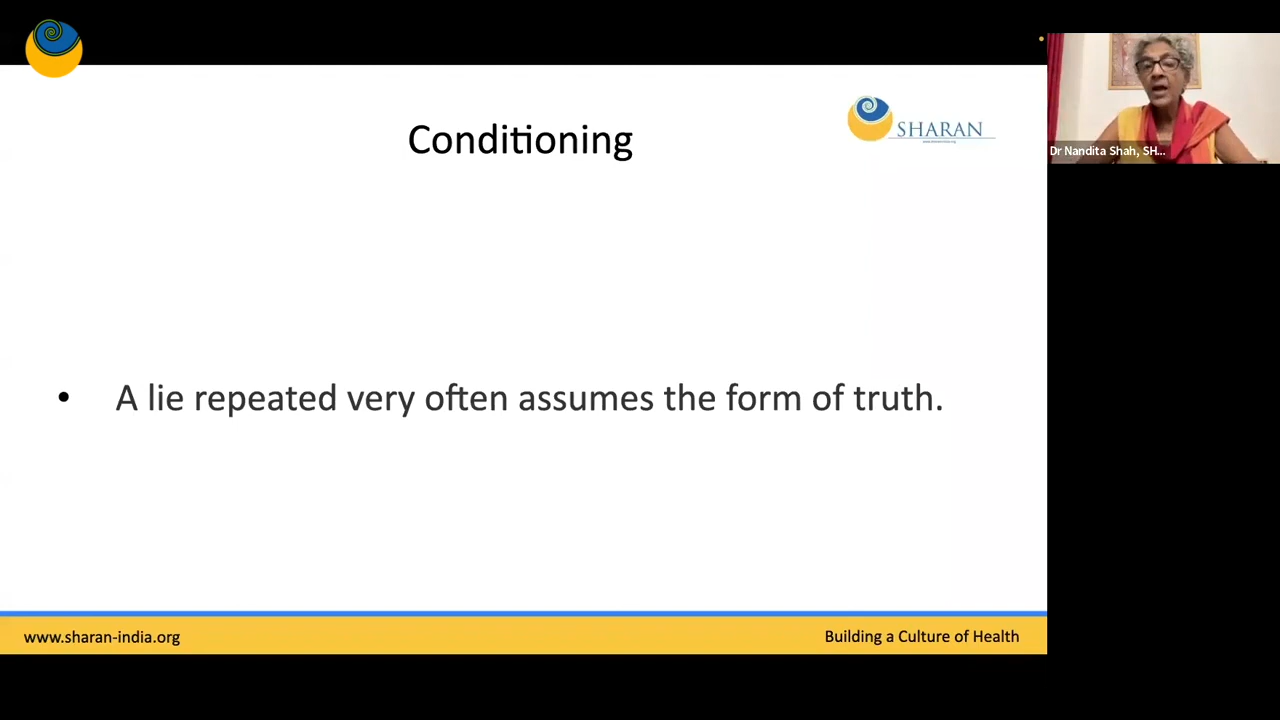 Conditioning
SHARAN
Dr Nandita Shah, SH...
• A lie repeated very often assumes the form of truth.
www.sharan-india.org
Building a Culture of Health